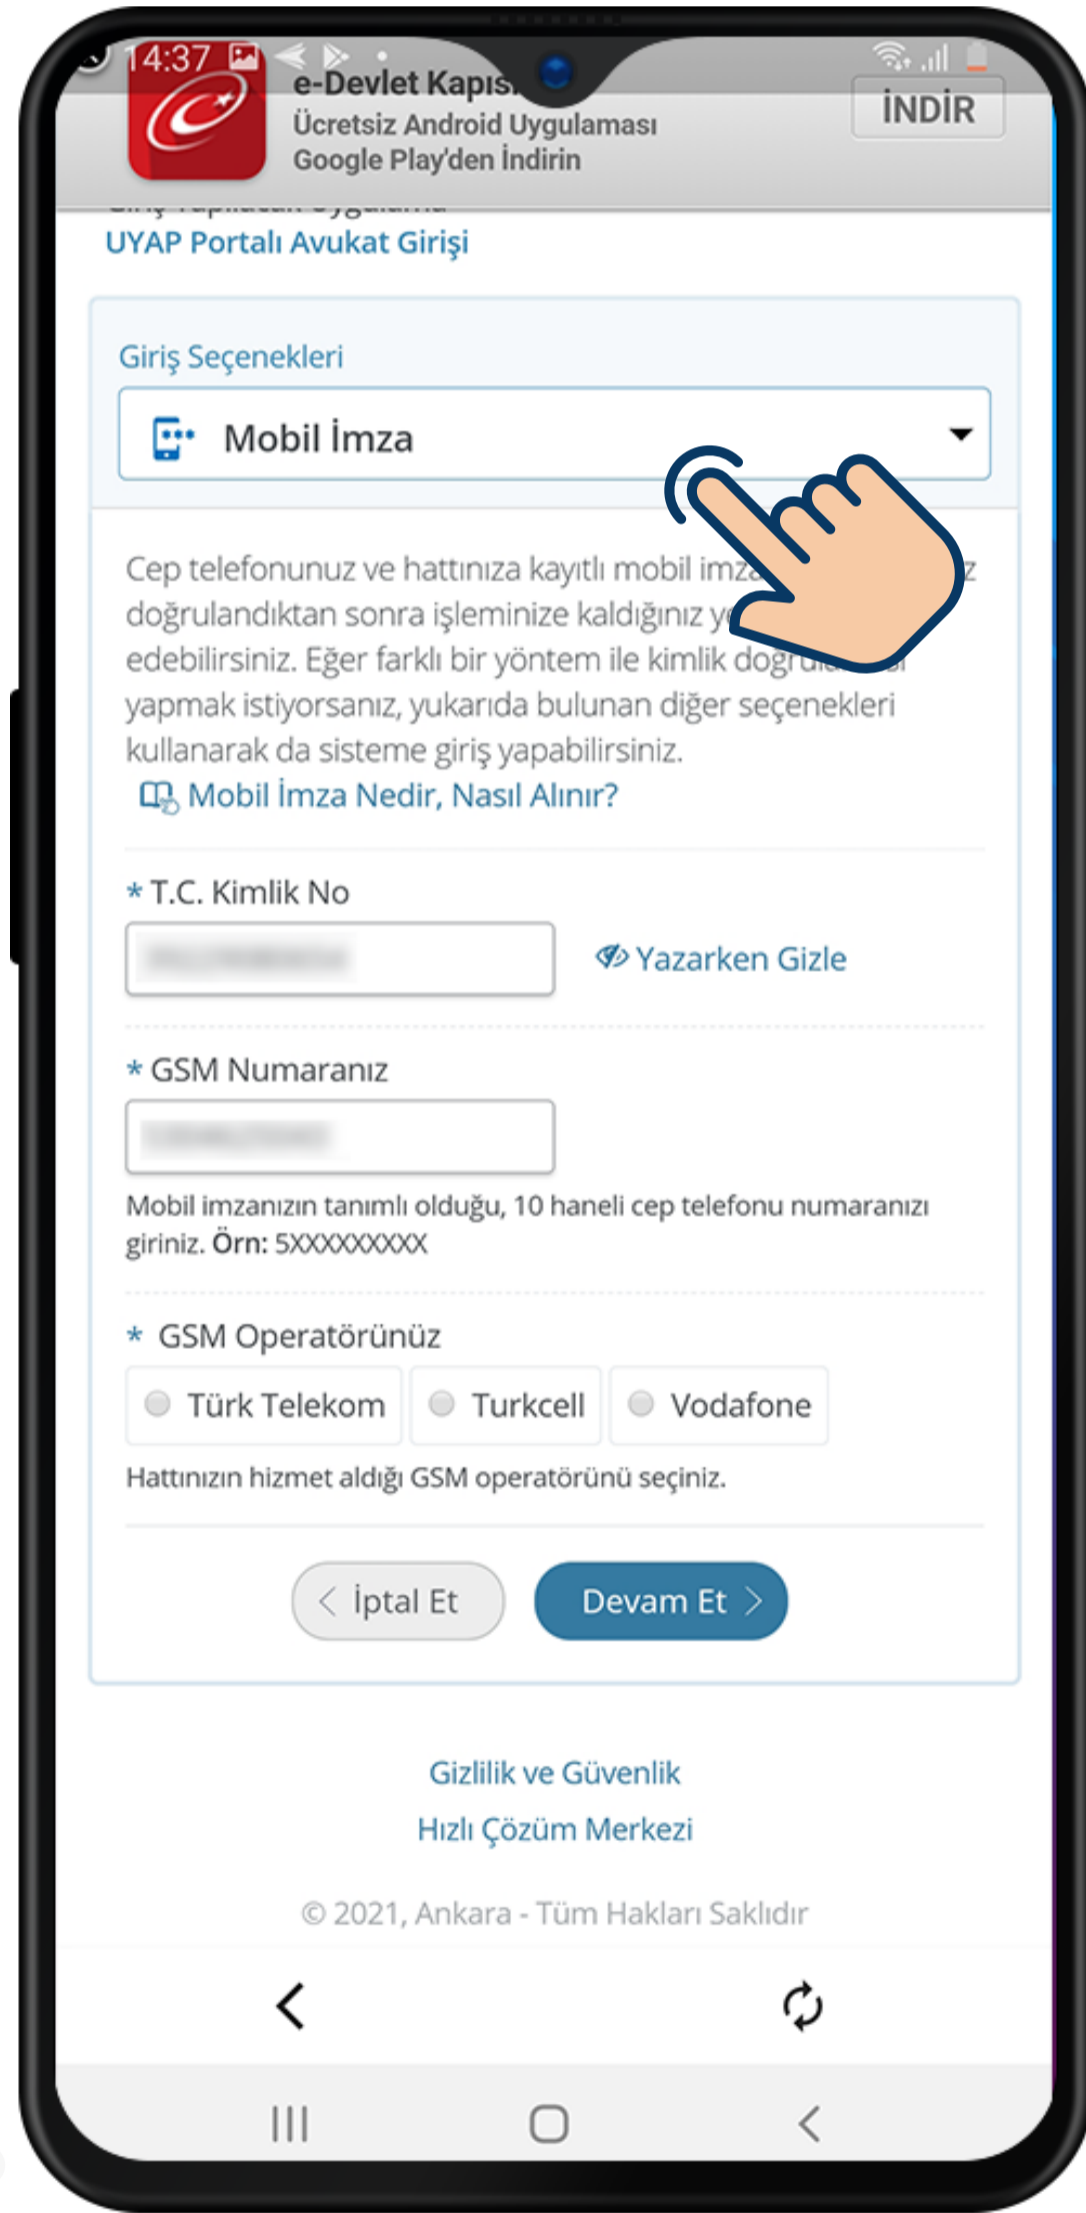 14:37
e-Devlet Kapıs
Ücretsiz Android Uygulaması
Google Play'den İndirin
İNDİR
UYAP Portalı Avukat Girişi
Giriş Seçenekleri
Mobil İmza
Cep telefonunuz ve hattınıza kayıtlı mobil imza
doğrulandıktan sonra işleminize kaldığınız
edebilirsiniz. Eğer farklı bir yöntem ile kimlik
yapmak istiyorsanız, yukarıda bulunan diğer seçenekleri
kullanarak da sisteme giriş yapabilirsiniz.
Mobil İmza Nedir, Nasıl Alınır?
* T.C. Kimlik No
Yazarken Gizle
* GSM Numaranız
Mobil imzanızın tanımlı olduğu, 10 haneli cep telefonu numaranızı
giriniz. Örn: 5XXXXXXXXX
* GSM Operatörünüz
Türk Telekom Turkcell Vodafone
Hattınızın hizmet aldığı GSM operatörünü seçiniz.
< İptal Et Devam Et >
Gizlilik ve Güvenlik
Hızlı Çözüm Merkezi
© 2021, Ankara - Tüm Hakları Saklıdır